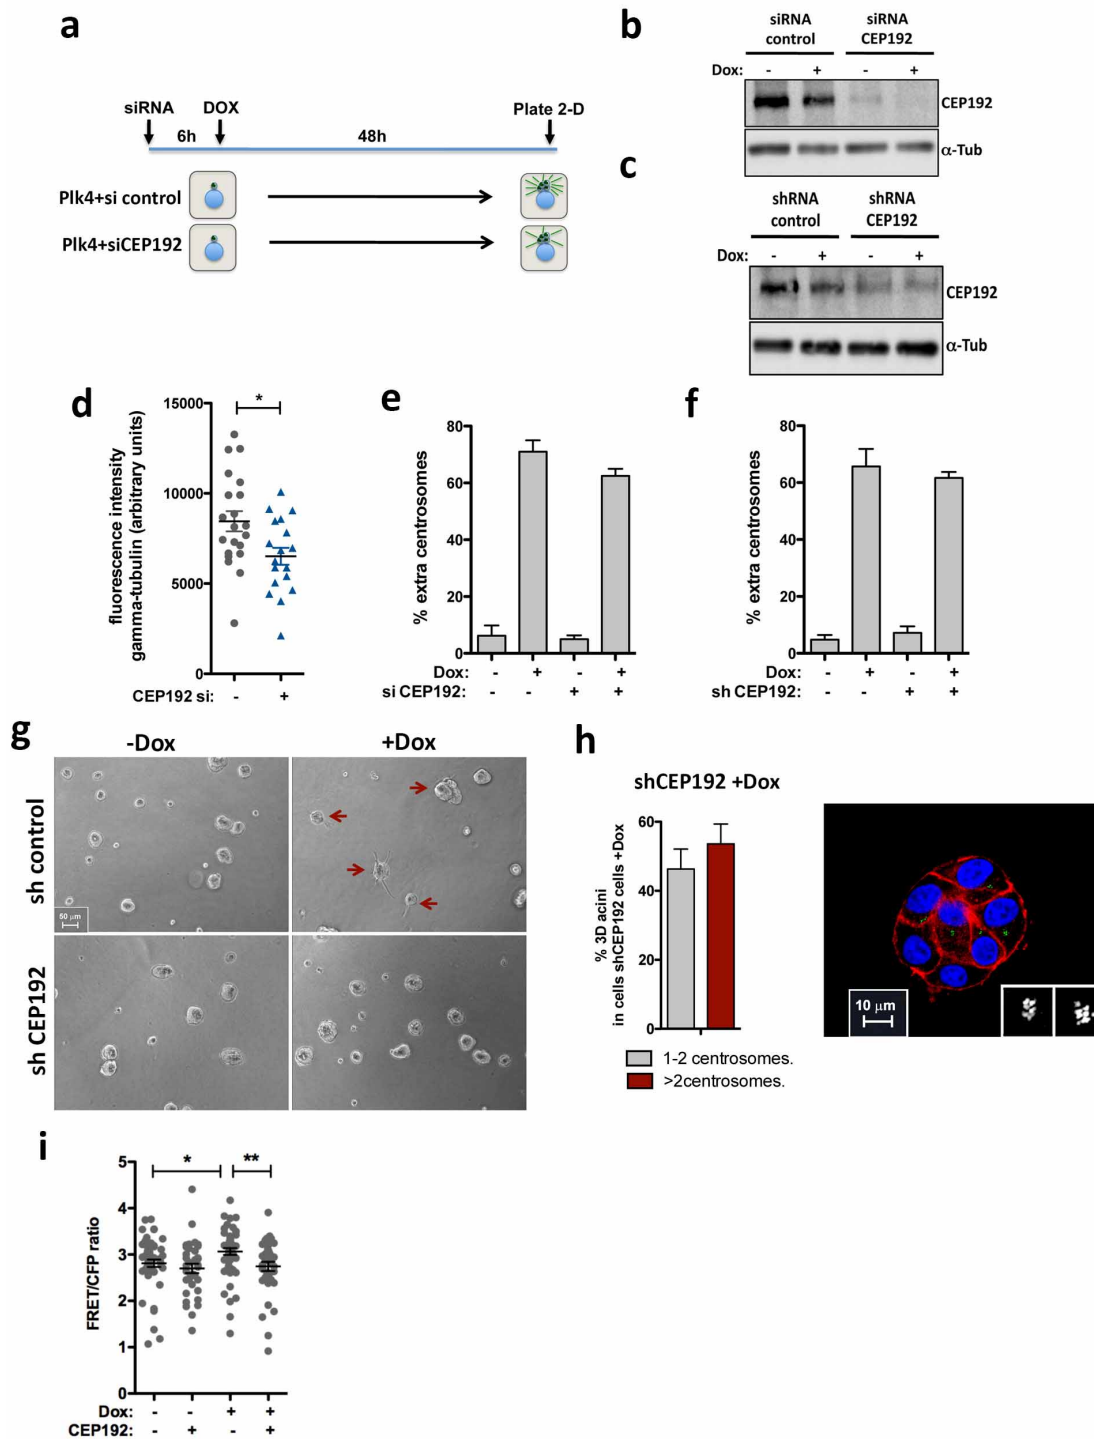 a
siRNA DOX Plate 2-D
6h 48h
Plk4+si control
Plk4+siCEP192
b
siRNA control siRNA CEP192
Dox: - + - +
CEP192
α-Tub
c
shRNA control shRNA CEP192
Dox: - + - +
CEP192
α-Tub
d
fluorescence intensity
gamma-tubulin (arbitrary units)
15000
10000
5000
0
*
CEP192 si: - +
e
% extra centrosomes
80
60
40
20
0
Dox: - + - +
si CEP192: - - + +
f
% extra centrosomes
80
60
40
20
0
Dox: - + - +
sh CEP192: - - + +
g
-Dox +Dox
sh control
50 µm
sh CEP192
h
shCEP192 +Dox
% 3D acini
in cells shCEP192 cells +Dox
60
40
20
0
1-2 centrosomes.
>2centrosomes.
10 µm
i
FRET/CFP ratio
5
4
3
2
1
0
* **
Dox: - - + +
CEP192: - + - +